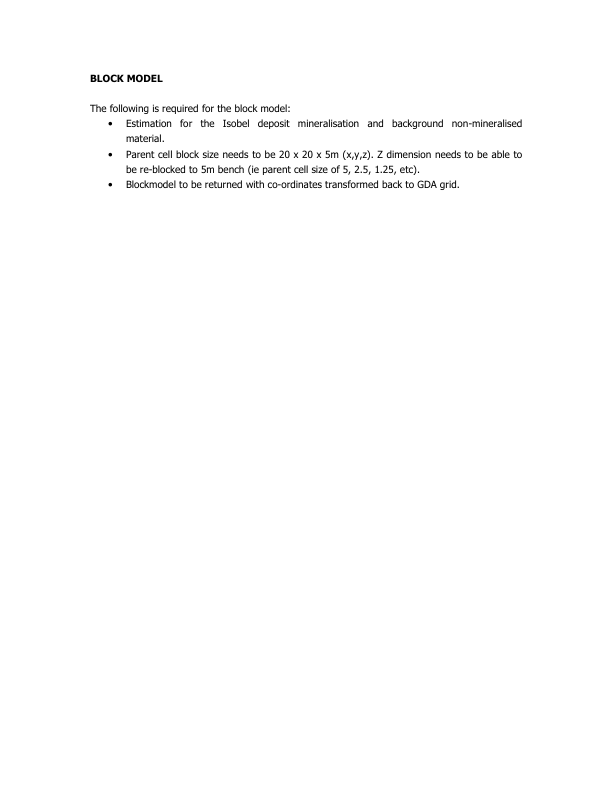 BLOCK MODEL
The following is required for the block model:
• Estimation for the Isobel deposit mineralisation and background non-mineralised
material.
• Parent cell block size needs to be 20 x 20 x 5m (x,y,z). Z dimension needs to be able to
be re-blocked to 5m bench (ie parent cell size of 5, 2.5, 1.25, etc).
• Blockmodel to be returned with co-ordinates transformed back to GDA grid.